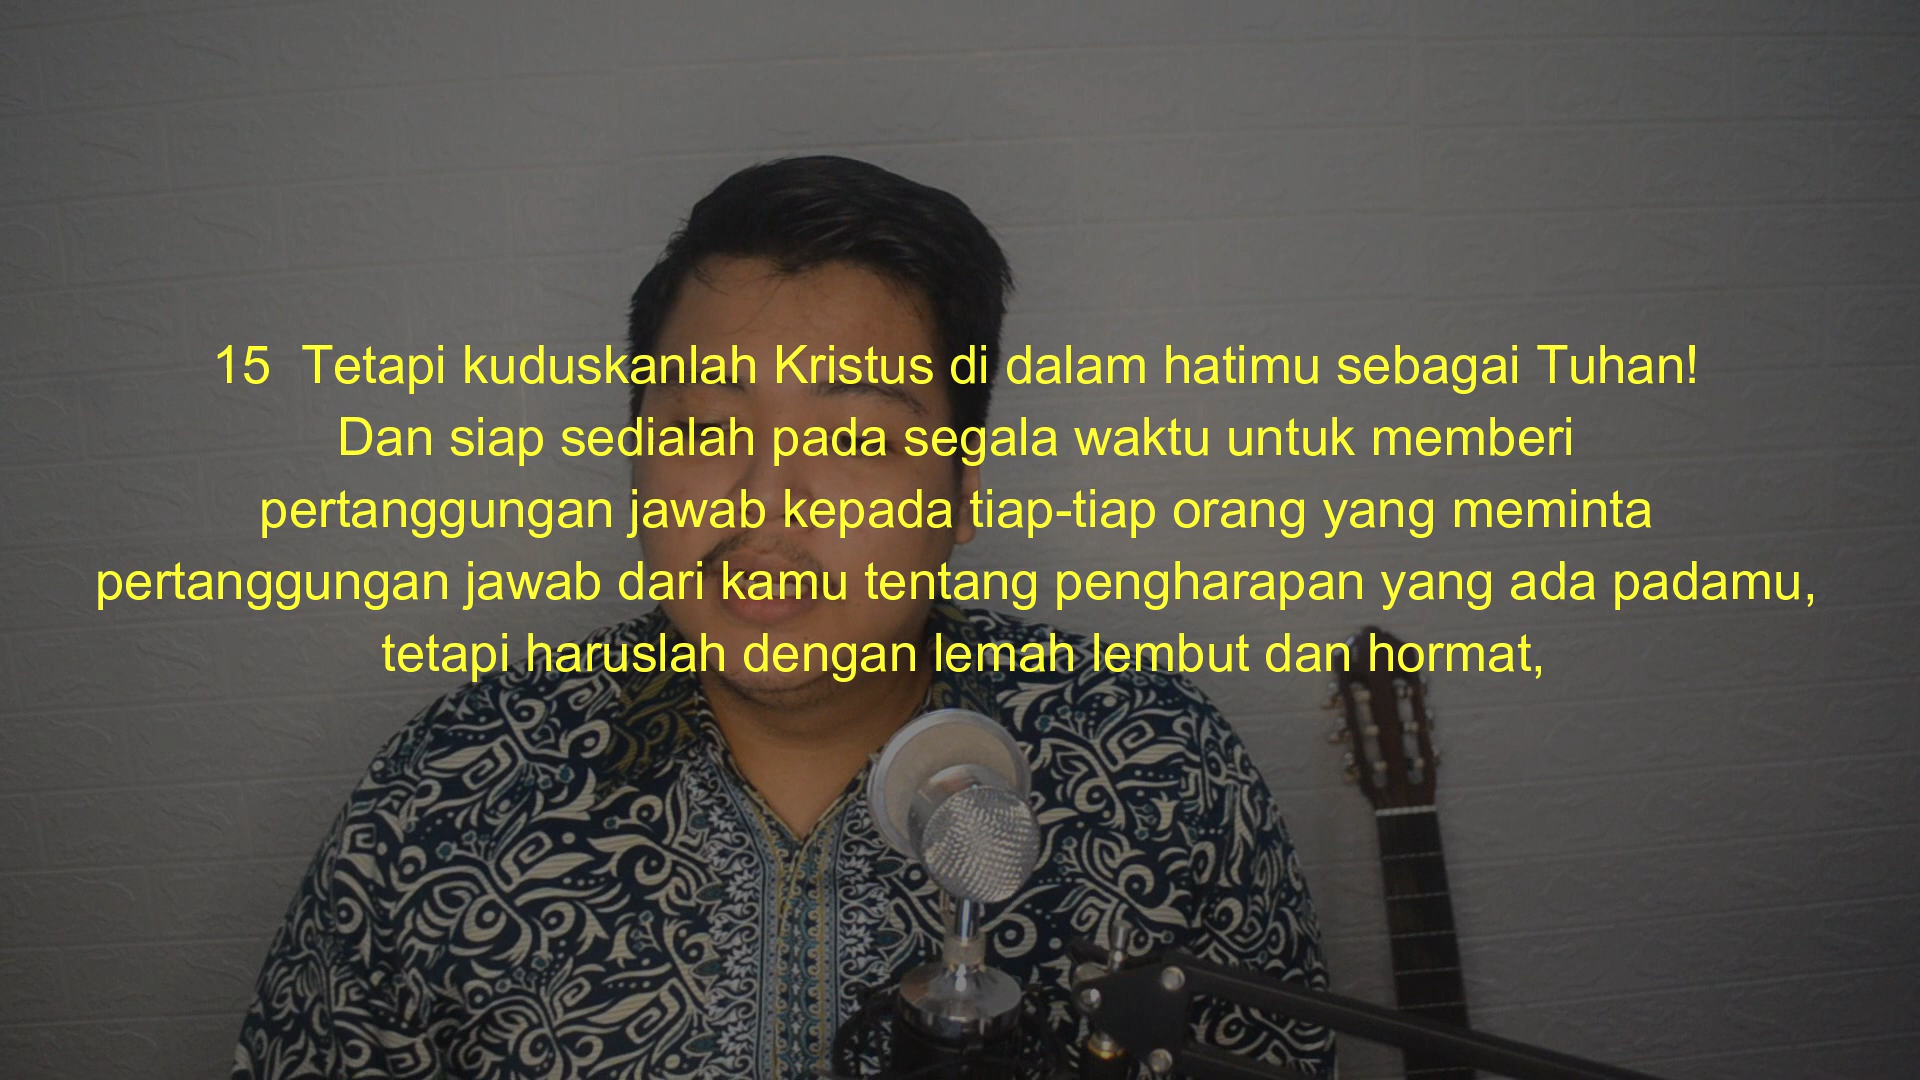 15  Tetapi kuduskanlah Kristus di dalam hatimu sebagai Tuhan!
Dan siap sedialah pada segala waktu untuk memberi
pertanggungan jawab kepada tiap-tiap orang yang meminta
pertanggungan jawab dari kamu tentang pengharapan yang ada padamu,
tetapi haruslah dengan lemah lembut dan hormat,